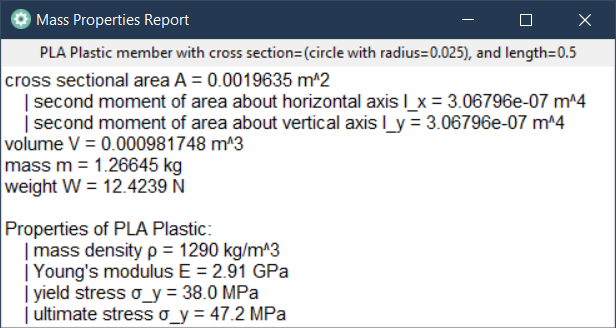 Mass Properties Report
PLA Plastic member with cross section=(circle with radius=0.025), and length=0.5
cross sectional area A = 0.0019635 m^2
| second moment of area about horizontal axis I_x = 3.06796e-07 m^4
| second moment of area about vertical axis I_y = 3.06796e-07 m^4
volume V = 0.000981748 m^3
mass m = 1.26645 kg
weight W = 12.4239 N
Properties of PLA Plastic:
| mass density ρ = 1290 kg/m^3
| Young's modulus E = 2.91 GPa
| yield stress σ_y = 38.0 MPa
| ultimate stress σ_y = 47.2 MPa